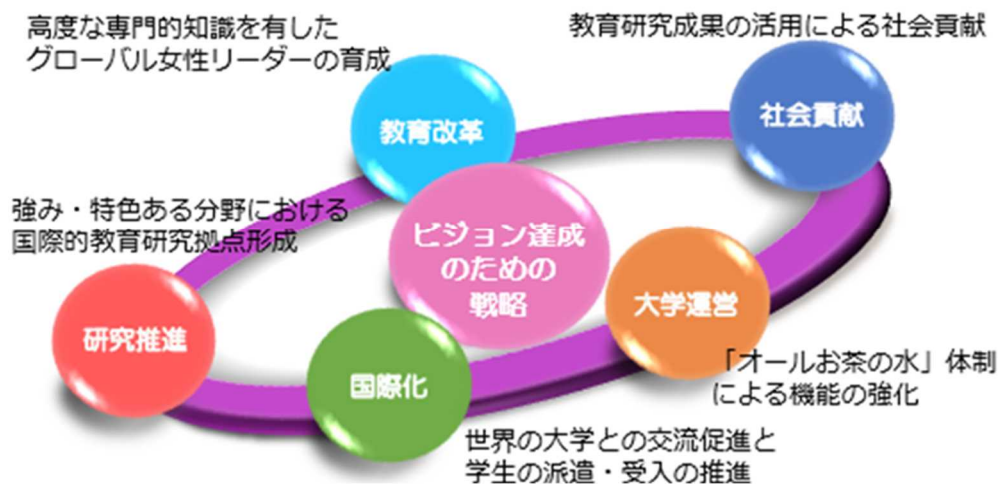 高度な専門的知識を有した
グローバル女性リーダーの育成
教育研究成果の活用による社会貢献
教育改革
社会貢献
強み・特色ある分野における
国際的教育研究拠点形成
ビジョン達成
のための
戦略
研究推進
大学運営
国際化
「オールお茶の水」体制
による機能の強化
世界の大学との交流促進と
学生の派遣・受入の推進